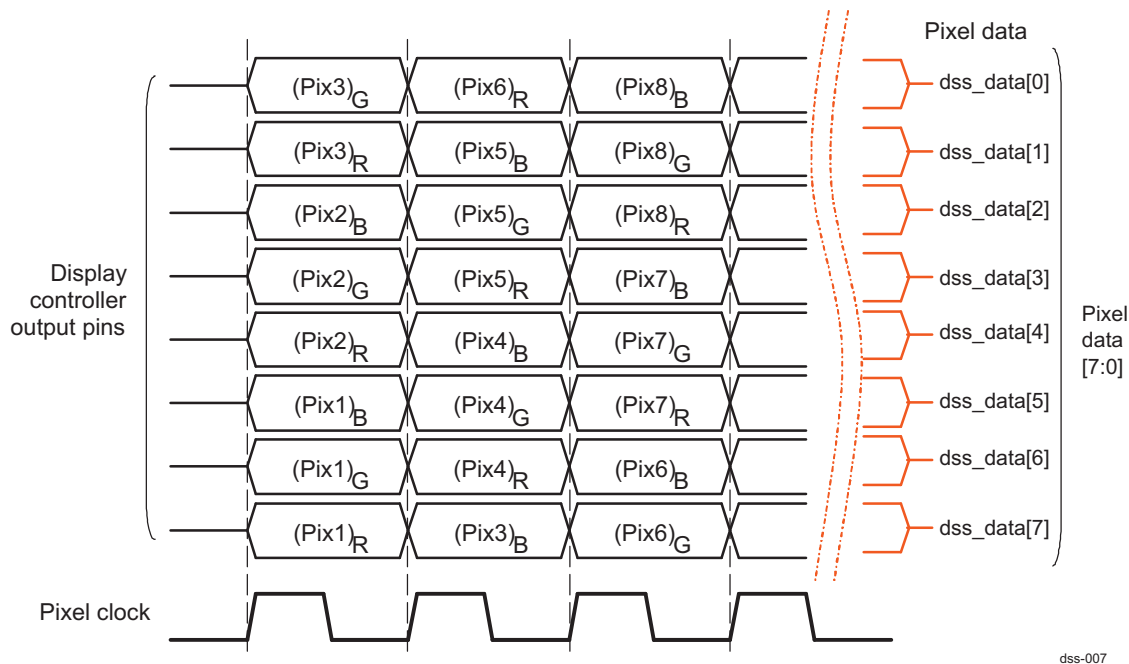 Pixel data
(Pix3)G (Pix6)R (Pix8)B dss_data[0]
(Pix3)R (Pix5)B (Pix8)G dss_data[1]
(Pix2)B (Pix5)G (Pix8)R dss_data[2]
Display
controller
output pins
(Pix2)G (Pix5)R (Pix7)B dss_data[3]
(Pix2)R (Pix4)B (Pix7)G dss_data[4]
Pixel
data
[7:0]
(Pix1)B (Pix4)G (Pix7)R dss_data[5]
(Pix1)G (Pix4)R (Pix6)B dss_data[6]
(Pix1)R (Pix3)B (Pix6)G dss_data[7]
Pixel clock
dss-007